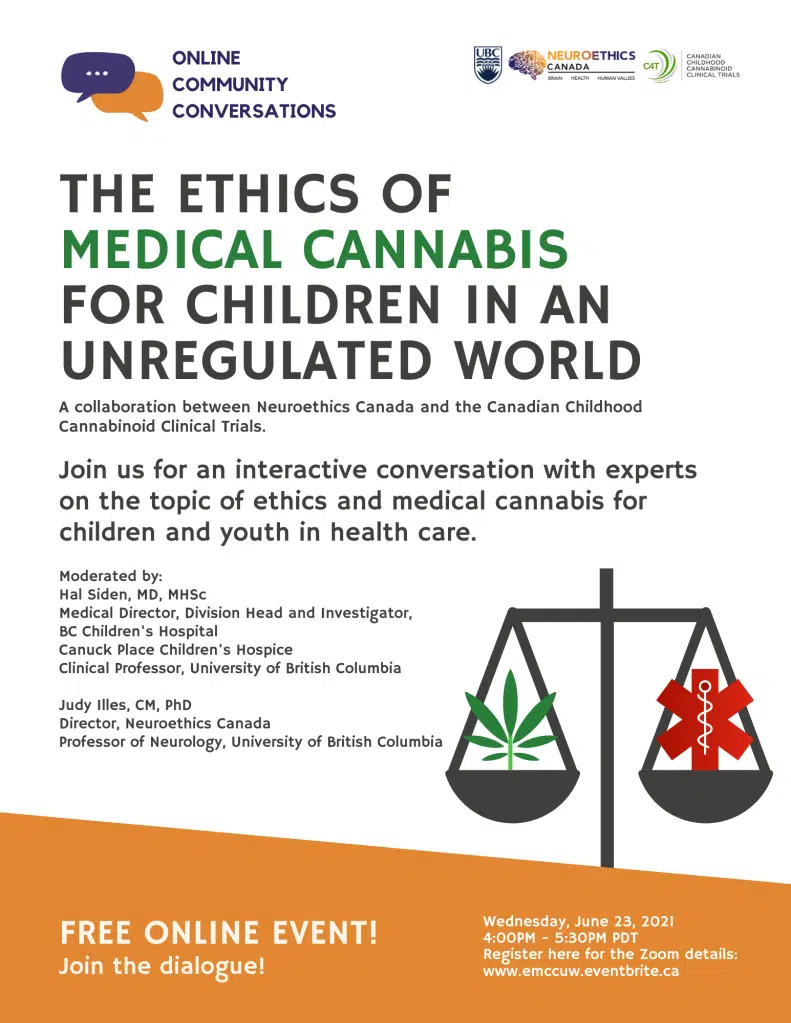 ONLINE
COMMUNITY
CONVERSATIONS
UBC
NEUROETHICS
CANADA
BRAIN HEALTH HUMAN VALUES
C4T
CANADIAN
CHILDHOOD
CANNABINOID
CLINICAL TRIALS
THE ETHICS OF
MEDICAL CANNABIS
FOR CHILDREN IN AN
UNREGULATED WORLD
A collaboration between Neuroethics Canada and the Canadian Childhood
Cannabinoid Clinical Trials.
Join us for an interactive conversation with experts
on the topic of ethics and medical cannabis for
children and youth in health care.
Moderated by:
Hal Siden, MD, MHSc
Medical Director, Division Head and Investigator,
BC Children's Hospital
Canuck Place Children's Hospice
Clinical Professor, University of British Columbia
Judy Illes, CM, PhD
Director, Neuroethics Canada
Professor of Neurology, University of British Columbia
FREE ONLINE EVENT!
Join the dialogue!
Wednesday, June 23, 2021
4:00PM - 5:30PM PDT
Register here for the Zoom details:
www.emccuw.eventbrite.ca